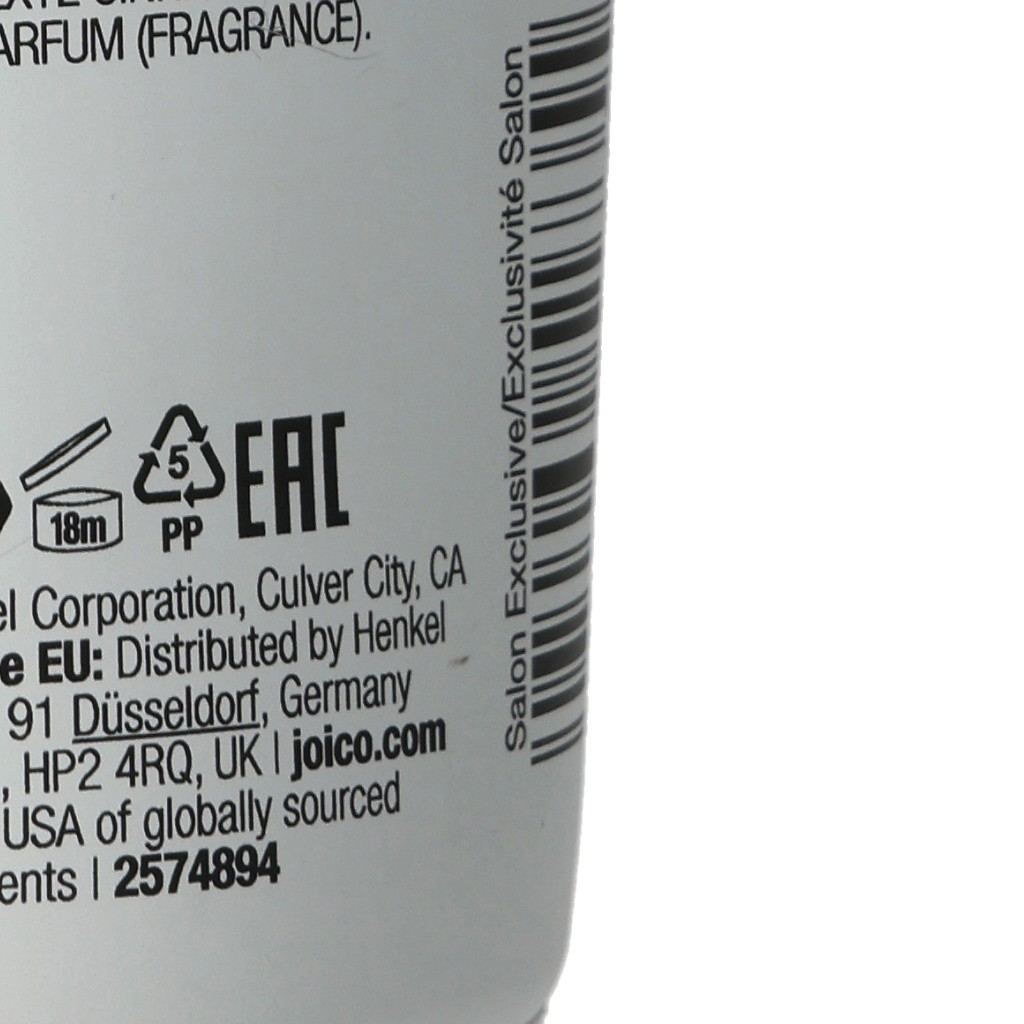 ARFUM (FRAGRANCE).
Salon Exclusive/Exclusivité Salon
18m
5
PP
EAC
el Corporation, Culver City, CA
e EU: Distributed by Henkel
91 Düsseldorf, Germany
, HP2 4RQ, UK | joico.com
USA of globally sourced
ents | 2574894